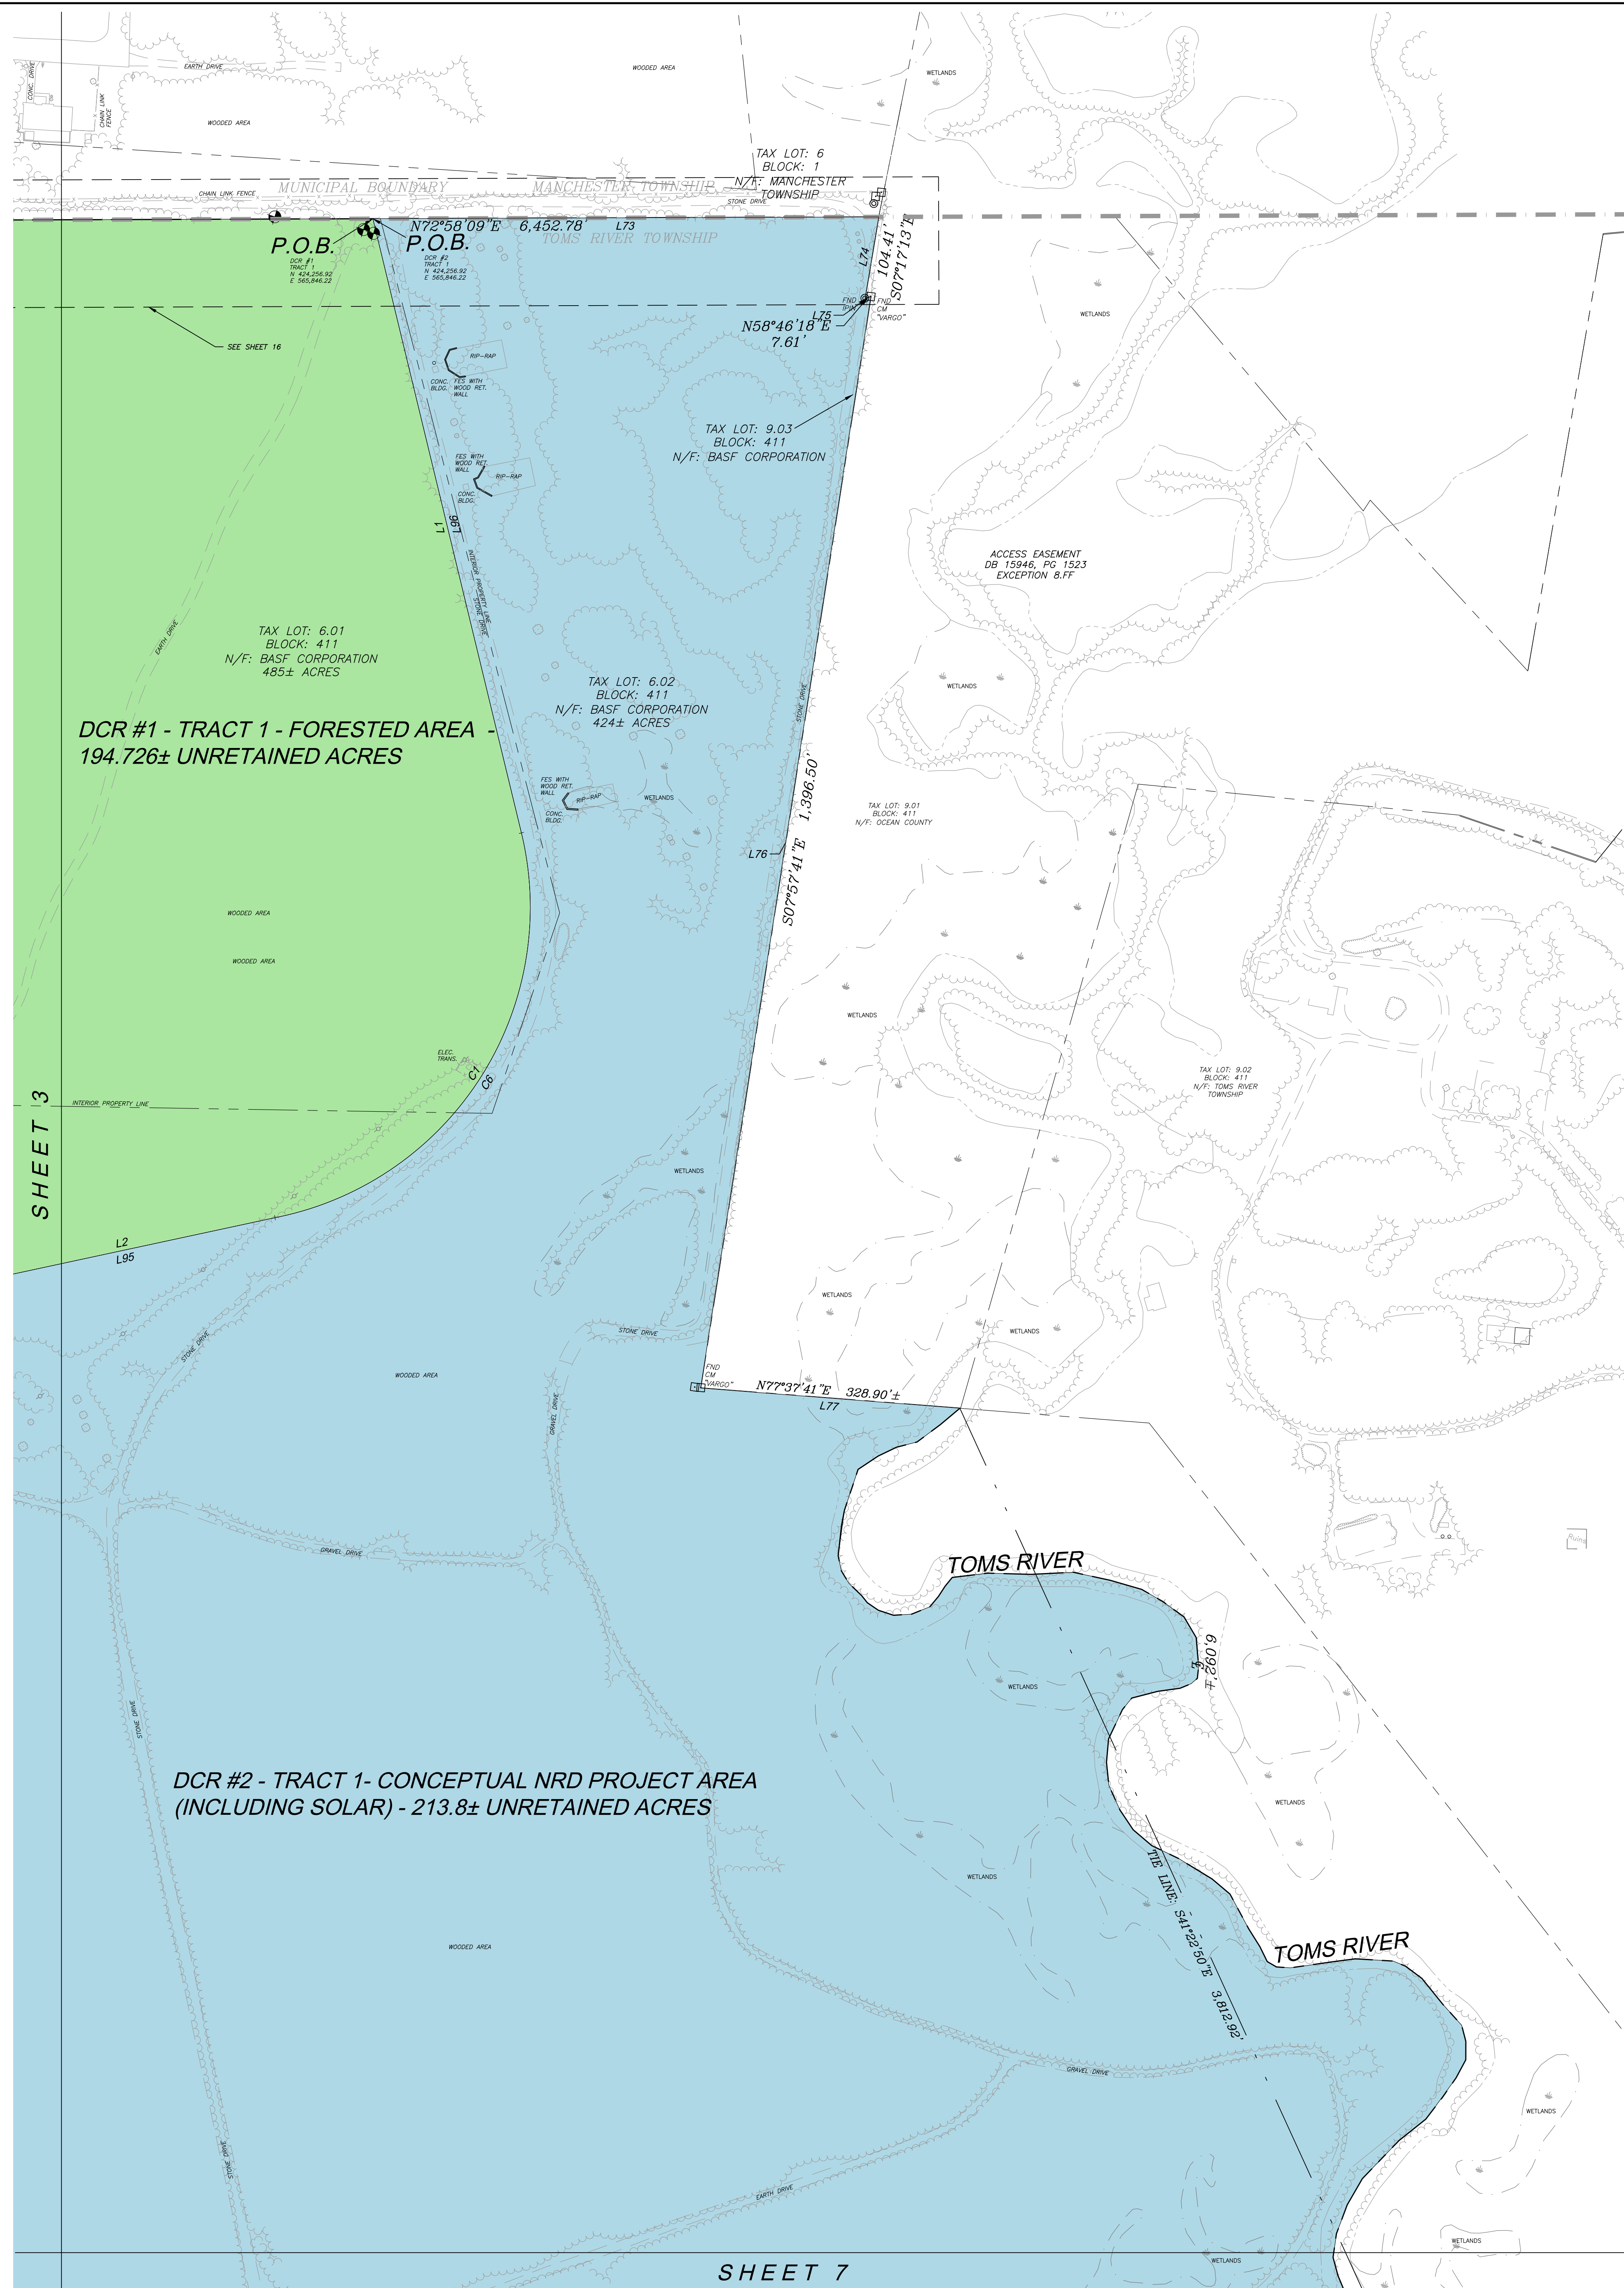 EARTH DRIVE
CONC. DRIVE
CHAIN LINK
FENCE
WOODED AREA
WOODED AREA
WETLANDS
TAX LOT: 6
BLOCK: 1
N/F: MANCHESTER
TOWNSHIP
CHAIN LINK FENCE
MUNICIPAL BOUNDARY
MANCHESTER TOWNSHIP
STONE DRIVE
N72°58'09"E 6,452.78'
L73
TOMS RIVER TOWNSHIP
P.O.B.
DCR #1
TRACT 1
N 424,256.92
E 565,846.22
P.O.B.
DCR #2
TRACT 1
N 424,256.92
E 565,846.22
L74
104.41'
S07°17'13"E
FND
IPIN
FND
CM
"VARGO"
L75
N58°46'18"E
7.61'
WETLANDS
SEE SHEET 16
RIP-RAP
CONC.
BLDG.
FES WITH
WOOD RET.
WALL
TAX LOT: 9.03
BLOCK: 411
N/F: BASF CORPORATION
FES WITH
WOOD RET.
WALL
RIP-RAP
CONC.
BLDG.
L1
L96
INTERIOR PROPERTY LINE
STONE DRIVE
ACCESS EASEMENT
DB 15946, PG 1523
EXCEPTION 8.FF
EARTH DRIVE
TAX LOT: 6.01
BLOCK: 411
N/F: BASF CORPORATION
485± ACRES
TAX LOT: 6.02
BLOCK: 411
N/F: BASF CORPORATION
424± ACRES
WETLANDS
STONE DRIVE
DCR #1 - TRACT 1 - FORESTED AREA -
194.726± UNRETAINED ACRES
FES WITH
WOOD RET.
WALL
RIP-RAP
CONC.
BLDG.
WETLANDS
TAX LOT: 9.01
BLOCK: 411
N/F: OCEAN COUNTY
L76
S07°57'41"E 1,396.50'
WOODED AREA
WOODED AREA
WETLANDS
ELEC.
TRANS.
C1
C6
TAX LOT: 9.02
BLOCK: 411
N/F: TOMS RIVER
TOWNSHIP
INTERIOR PROPERTY LINE
SHEET 3
WETLANDS
L2
L95
WETLANDS
STONE DRIVE
STONE DRIVE
WETLANDS
WOODED AREA
FND
CM
"VARGO"
N77°37'41"E 328.90'±
L77
GRAVEL DRIVE
GRAVEL DRIVE
Ruins
TOMS RIVER
6,092'±
WETLANDS
STONE DRIVE
DCR #2 - TRACT 1- CONCEPTUAL NRD PROJECT AREA
(INCLUDING SOLAR) - 213.8± UNRETAINED ACRES
WETLANDS
WETLANDS
TIE LINE: S41°22'50"E 3,812.92'
WOODED AREA
TOMS RIVER
GRAVEL DRIVE
WETLANDS
STONE DRIVE
EARTH DRIVE
WETLANDS
WETLANDS
SHEET 7